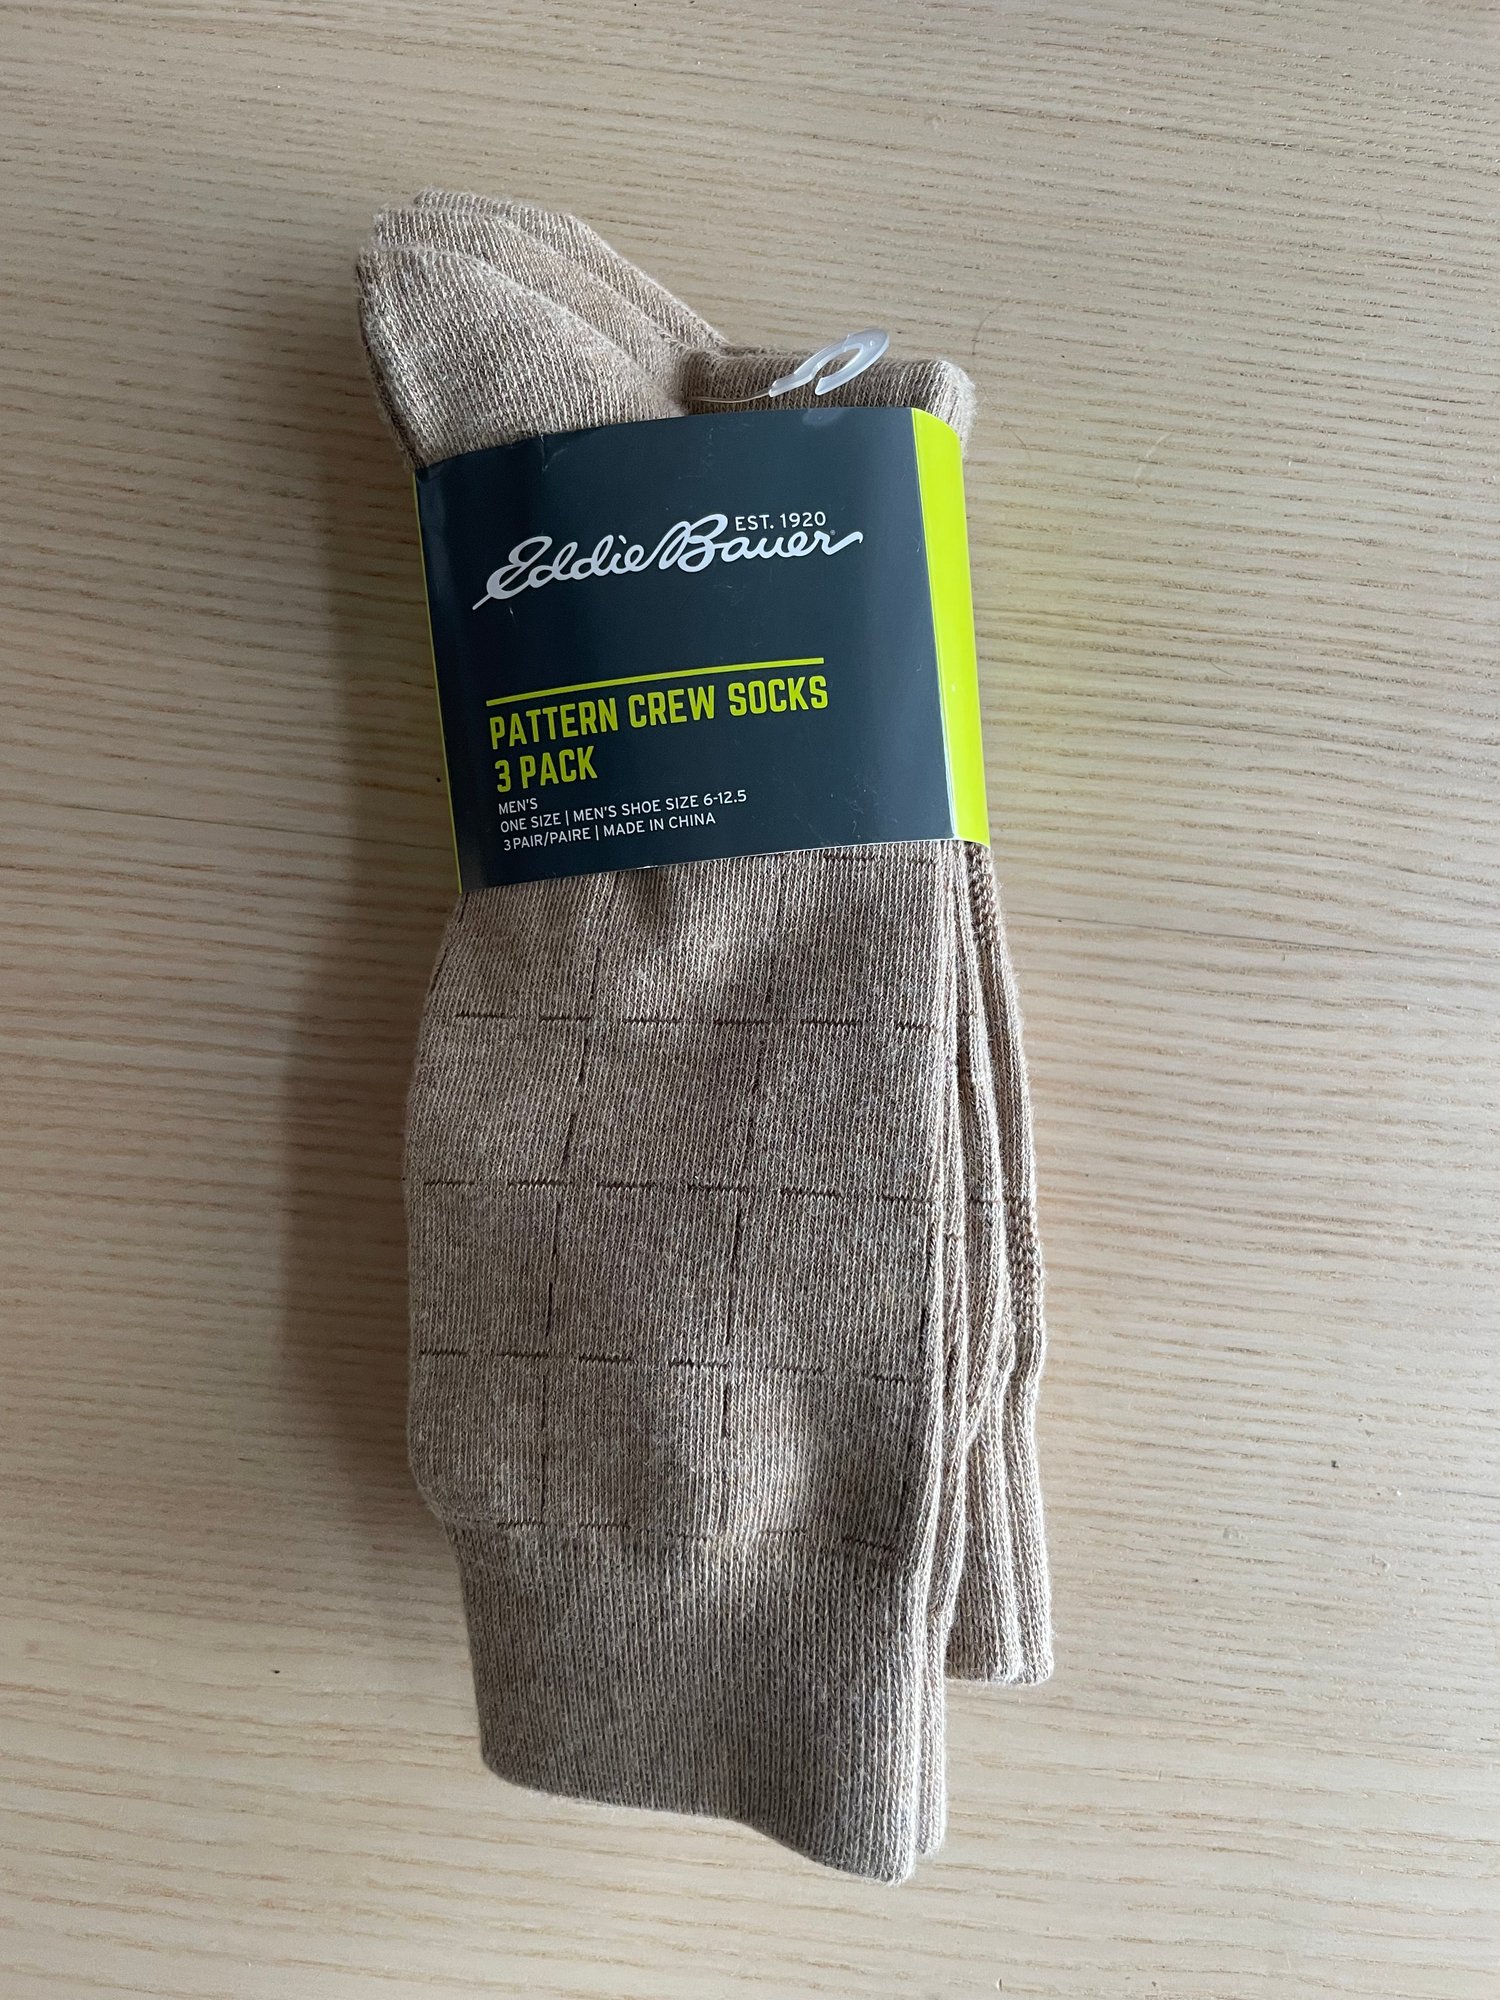 EST. 1920
Eddie Bauer
PATTERN CREW SOCKS
3 PACK
MEN'S
ONE SIZE | MEN'S SHOE SIZE 6-12.5
3 PAIR/PAIRE | MADE IN CHINA